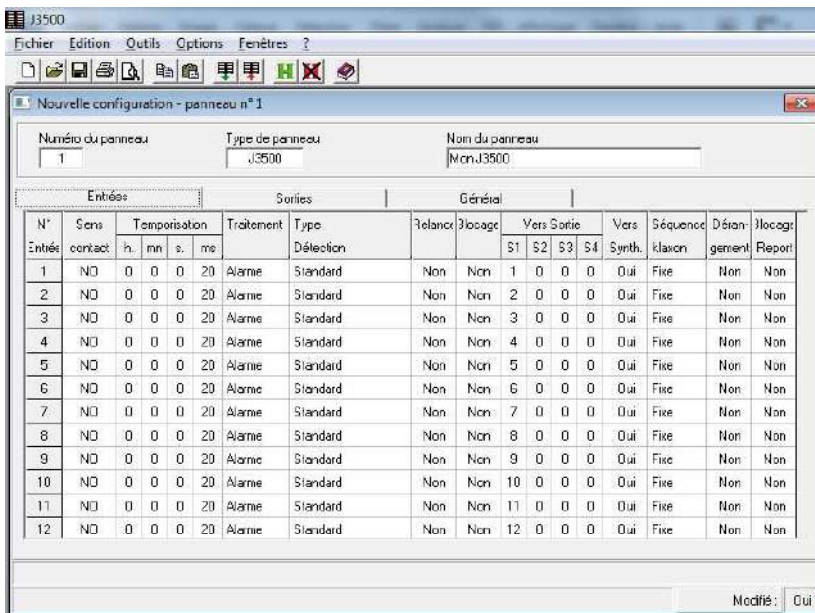 J3500
Fichier Edition Outils Options Fenêtres ?
Nouvelle configuration - panneau n° 1
Numéro du panneau Type de panneau Nom du panneau
1 J3500 Mon J3500
Entrées Sorties Général
N° Sens Temporisation Traitement Type Relance Blocage Vers Sortie Vers Séquence Déran- Blocage
Entrée contact h. mn s. ms Détection S1 S2 S3 S4 Synth. klaxon gement Report
1 NO 0 0 0 20 Alarme Standard Non Non 1 0 0 0 Oui Fixe Non Non
2 NO 0 0 0 20 Alarme Standard Non Non 2 0 0 0 Oui Fixe Non Non
3 NO 0 0 0 20 Alarme Standard Non Non 3 0 0 0 Oui Fixe Non Non
4 NO 0 0 0 20 Alarme Standard Non Non 4 0 0 0 Oui Fixe Non Non
5 NO 0 0 0 20 Alarme Standard Non Non 5 0 0 0 Oui Fixe Non Non
6 NO 0 0 0 20 Alarme Standard Non Non 6 0 0 0 Oui Fixe Non Non
7 NO 0 0 0 20 Alarme Standard Non Non 7 0 0 0 Oui Fixe Non Non
8 NO 0 0 0 20 Alarme Standard Non Non 8 0 0 0 Oui Fixe Non Non
9 NO 0 0 0 20 Alarme Standard Non Non 9 0 0 0 Oui Fixe Non Non
10 NO 0 0 0 20 Alarme Standard Non Non 10 0 0 0 Oui Fixe Non Non
11 NO 0 0 0 20 Alarme Standard Non Non 11 0 0 0 Oui Fixe Non Non
12 NO 0 0 0 20 Alarme Standard Non Non 12 0 0 0 Oui Fixe Non Non
Modifié : Oui